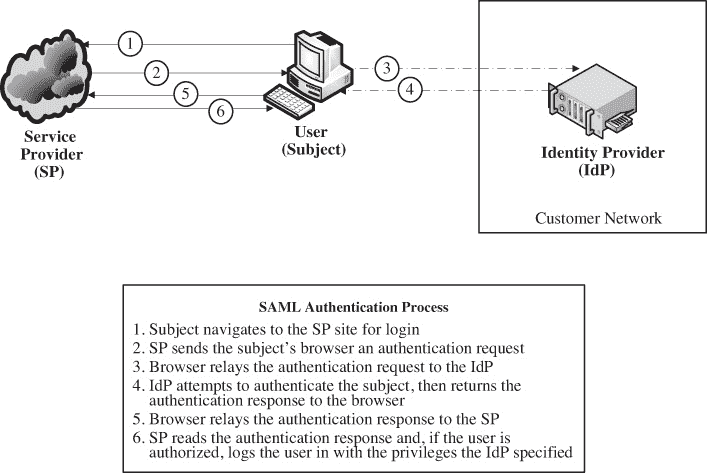 1
2
3
4
5
6
Service
Provider
(SP)
User
(Subject)
Identity Provider
(IdP)
Customer Network
SAML Authentication Process
1. Subject navigates to the SP site for login
2. SP sends the subject's browser an authentication request
3. Browser relays the authentication request to the IdP
4. IdP attempts to authenticate the subject, then returns the
authentication response to the browser
5. Browser relays the authentication response to the SP
6. SP reads the authentication response and, if the user is
authorized, logs the user in with the privileges the IdP specified